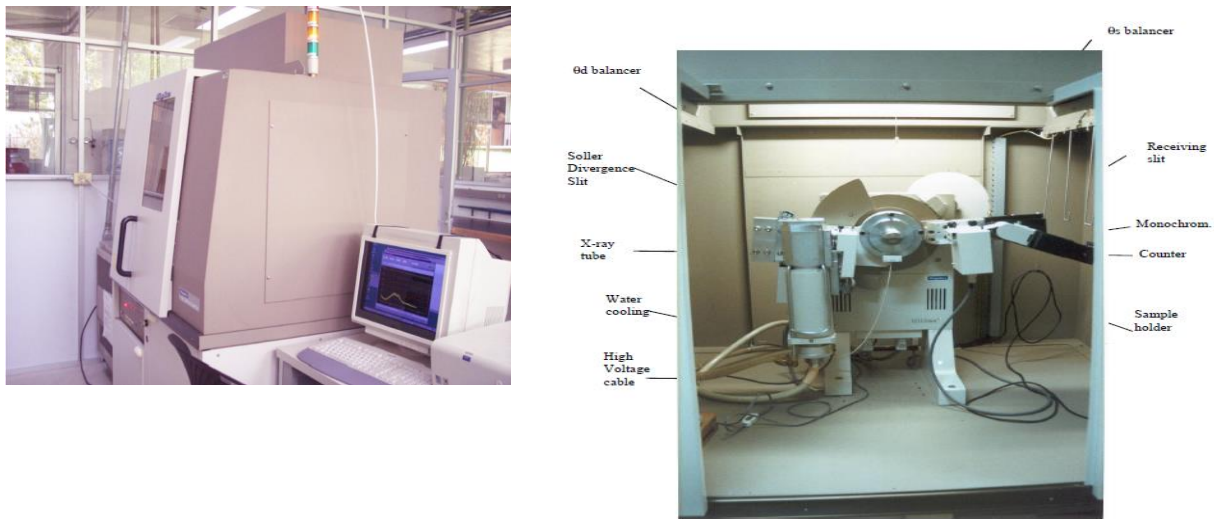 θs balancer
θd balancer
Soller
Divergence
Slit
X-ray
tube
Water
cooling
High
Voltage
cable
Receiving
slit
Monochrom.
Counter
Sample
holder